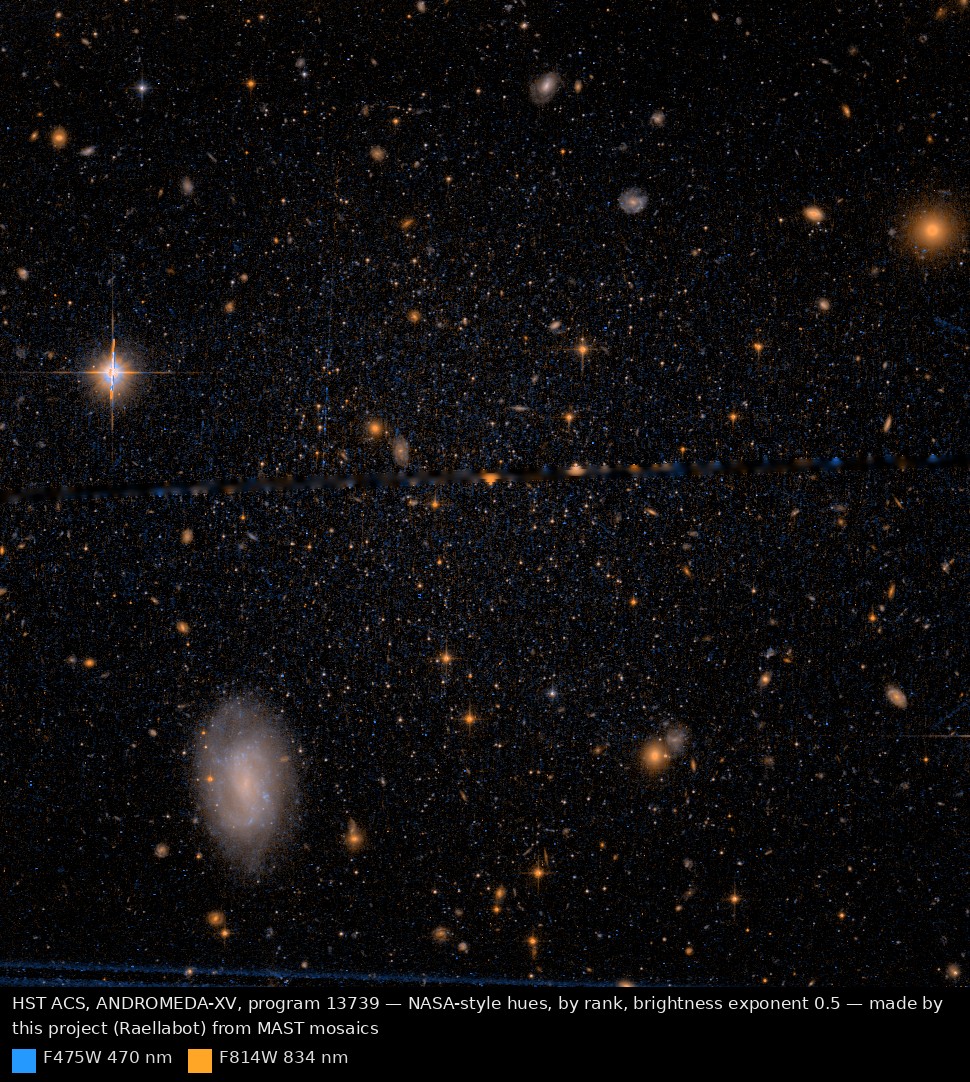 HST ACS, ANDROMEDA-XV, program 13739 — NASA-style hues, by rank, brightness exponent 0.5 — made by
this project (Raellabot) from MAST mosaics
F475W 470 nm F814W 834 nm